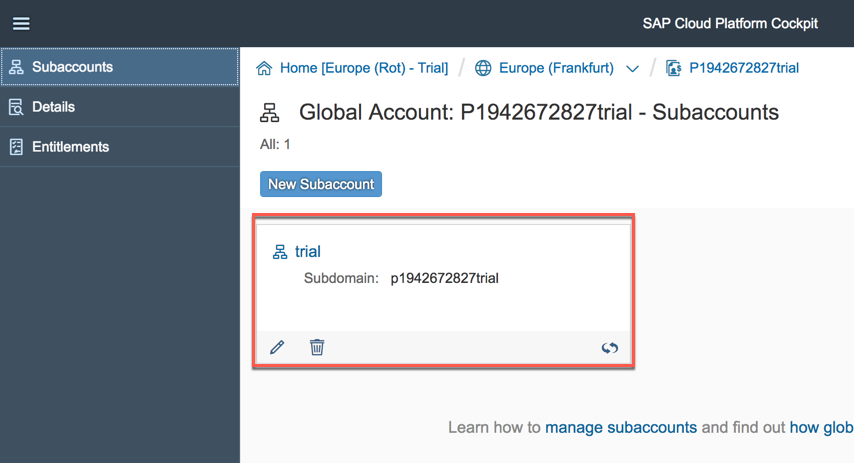 SAP Cloud Platform Cockpit
Subaccounts
Details
Entitlements
Home [Europe (Rot) - Trial] / Europe (Frankfurt) / P1942672827trial
Global Account: P1942672827trial - Subaccounts
All: 1
New Subaccount
trial
Subdomain: p1942672827trial
Learn how to manage subaccounts and find out how glob